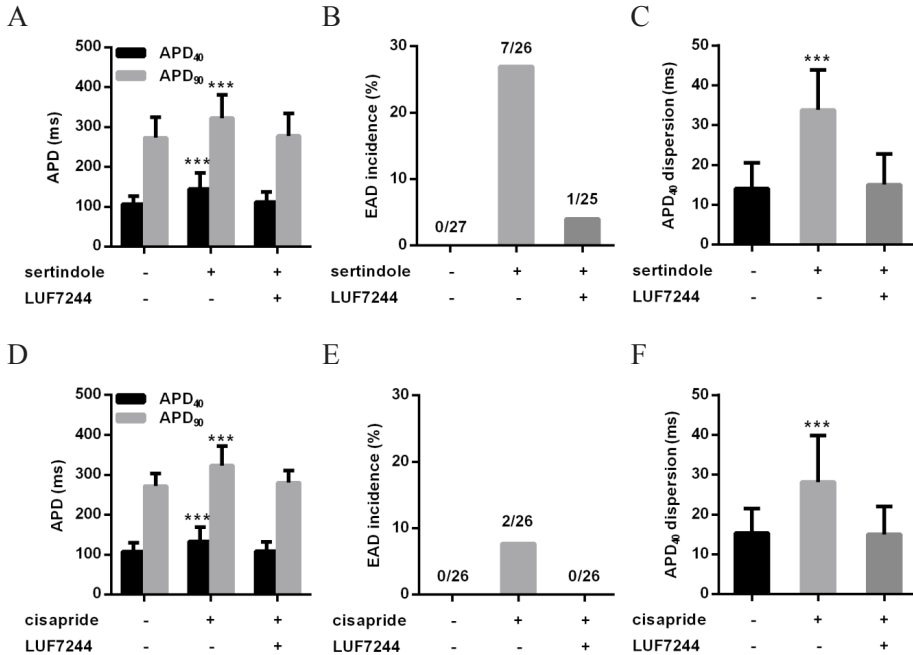 A
APD (ms)
500
400
300
200
100
0
APD40
APD90
***
***
sertindole - + +
LUF7244 - - +
B
EAD incidence (%)
30
20
10
0
0/27
7/26
1/25
sertindole - + +
LUF7244 - - +
C
APD40 dispersion (ms)
50
40
30
20
10
0
***
sertindole - + +
LUF7244 - - +
D
APD (ms)
500
400
300
200
100
0
APD40
APD90
***
***
cisapride - + +
LUF7244 - - +
E
EAD incidence (%)
30
20
10
0
0/26
2/26
0/26
cisapride - + +
LUF7244 - - +
F
APD40 dispersion (ms)
50
40
30
20
10
0
***
cisapride - + +
LUF7244 - - +